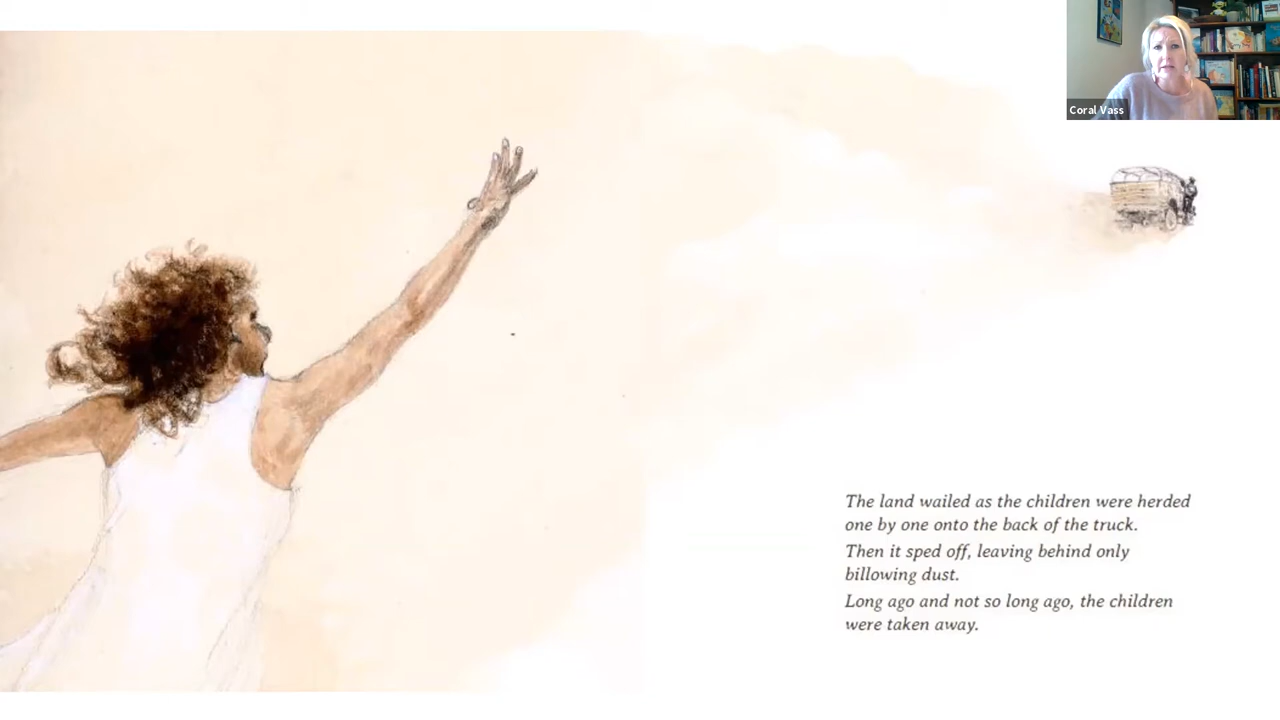 Coral Vass
The land wailed as the children were herded
one by one onto the back of the truck.
Then it sped off, leaving behind only
billowing dust.
Long ago and not so long ago, the children
were taken away.